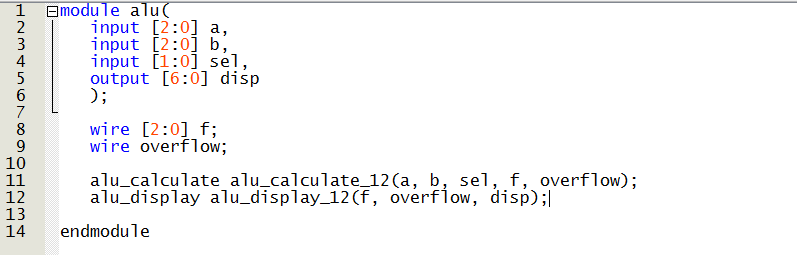 1 module alu(
2 input [2:0] a,
3 input [2:0] b,
4 input [1:0] sel,
5 output [6:0] disp
6 );
7
8 wire [2:0] f;
9 wire overflow;
10
11 alu_calculate alu_calculate_12(a, b, sel, f, overflow);
12 alu_display alu_display_12(f, overflow, disp);
13
14 endmodule